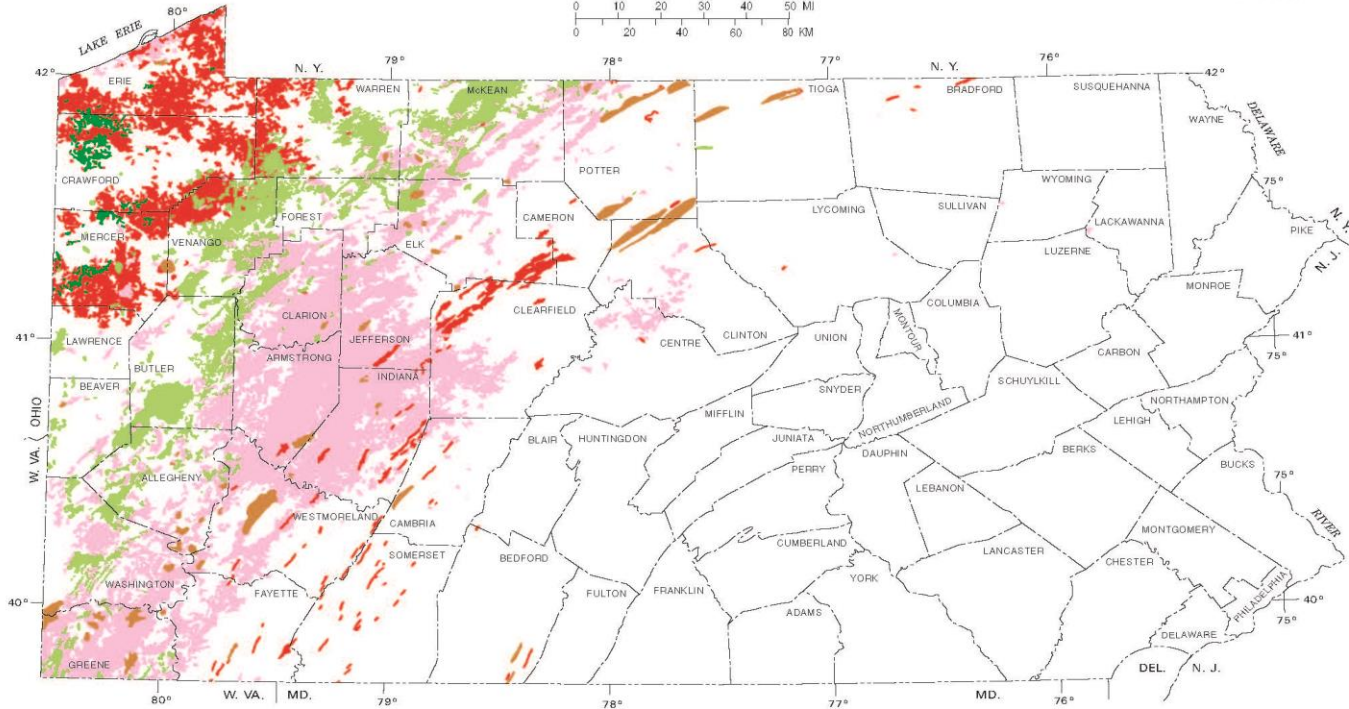 0 10 20 30 40 50 MI
0 20 40 60 80 KM
80°
LAKE ERIE
42°
ERIE
N. Y.
79°
78°
77°
N. Y.
76°
42°
WARREN
McKEAN
TIOGA
BRADFORD
SUSQUEHANNA
WAYNE
DELAWARE
CRAWFORD
POTTER
WYOMING
75°
FOREST
CAMERON
LYCOMING
SULLIVAN
LACKAWANNA
N. Y.
PIKE
MERCER
VENANGO
ELK
LUZERNE
N. J.
CLARION
CLEARFIELD
COLUMBIA
MONROE
41°
LAWRENCE
JEFFERSON
CENTRE
CLINTON
UNION
MONTOUR
41°
75°
BUTLER
ARMSTRONG
CARBON
BEAVER
INDIANA
SNYDER
SCHUYLKILL
NORTHAMPTON
OHIO
W. VA.
MIFFLIN
NORTHUMBERLAND
LEHIGH
BLAIR
HUNTINGDON
JUNIATA
DAUPHIN
BERKS
BUCKS
ALLEGHENY
PERRY
LEBANON
75°
WESTMORELAND
CAMBRIA
MONTGOMERY
RIVER
SOMERSET
BEDFORD
CUMBERLAND
LANCASTER
CHESTER
WASHINGTON
FAYETTE
FULTON
FRANKLIN
YORK
PHILADELPHIA
40°
40°
75°
ADAMS
DELAWARE
GREENE
DEL.
N. J.
80°
W. VA.
MD.
79°
78°
77°
MD.
76°